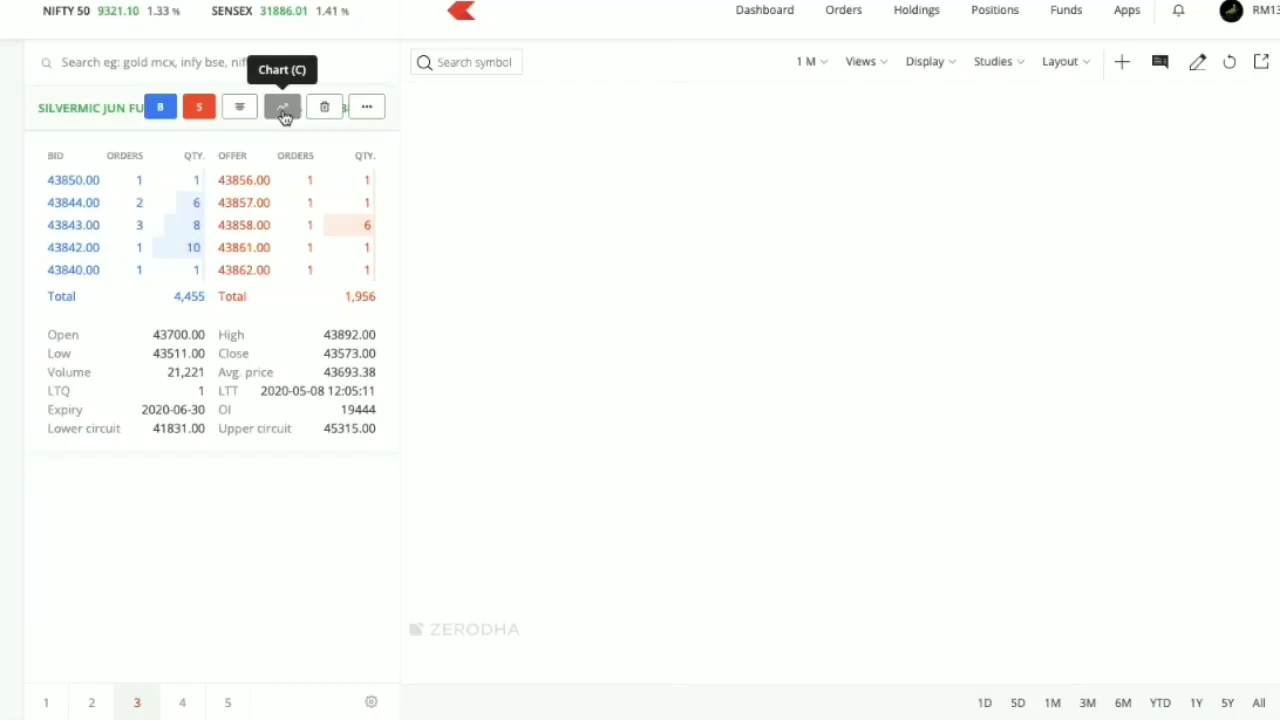 NIFTY 50 9321.10 1.33 % SENSEX 31886.01 1.41 % Dashboard Orders Holdings Positions Funds Apps RM13
Search eg: gold mcx, infy bse, nif
Chart (C)
Search symbol 1 M Views Display Studies Layout
SILVERMIC JUN FU B S
BID ORDERS QTY. OFFER ORDERS QTY.
43850.00 1 1 43856.00 1 1
43844.00 2 6 43857.00 1 1
43843.00 3 8 43858.00 1 6
43842.00 1 10 43861.00 1 1
43840.00 1 1 43862.00 1 1
Total 4,455 Total 1,956
Open 43700.00 High 43892.00
Low 43511.00 Close 43573.00
Volume 21,221 Avg. price 43693.38
LTQ 1 LTT 2020-05-08 12:05:11
Expiry 2020-06-30 OI 19444
Lower circuit 41831.00 Upper circuit 45315.00
ZERODHA
1 2 3 4 5 1D 5D 1M 3M 6M YTD 1Y 5Y All